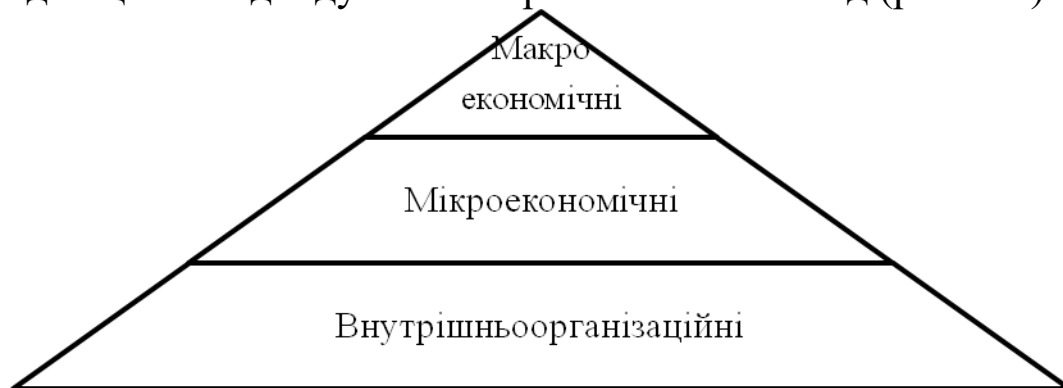 Макро
економічні
Мікроекономічні
Внутрішньоорганізаційні